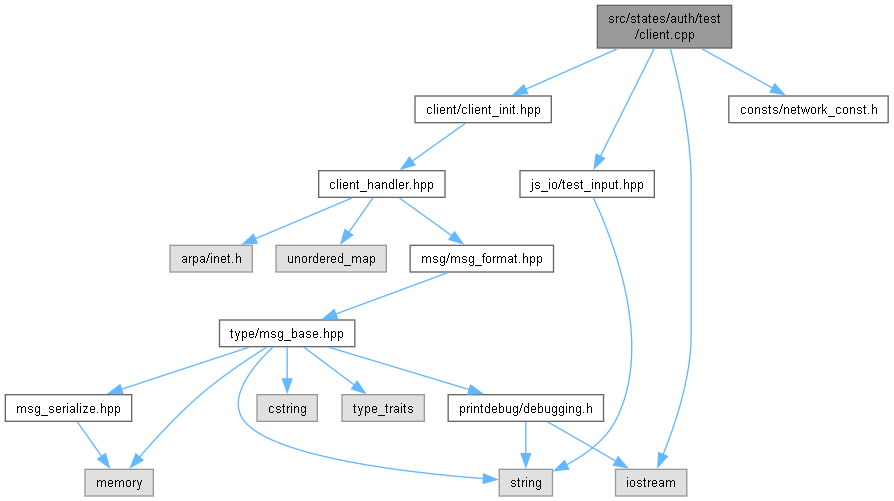 src/states/auth/test
/client.cpp
client/client_init.hpp
consts/network_const.h
client_handler.hpp
js_io/test_input.hpp
arpa/inet.h
unordered_map
msg/msg_format.hpp
type/msg_base.hpp
msg_serialize.hpp
cstring
type_traits
printdebug/debugging.h
memory
string
iostream